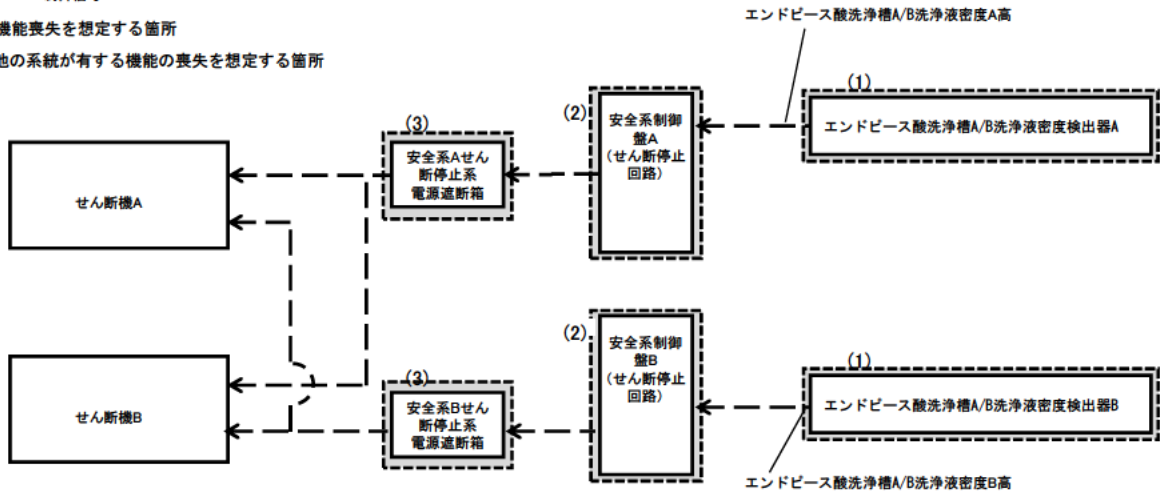 機能喪失を想定する箇所
他の系統が有する機能の喪失を想定する箇所
エンドピース酸洗浄槽A/B洗浄液密度A高
(1)
エンドピース酸洗浄槽A/B洗浄液密度検出器A
(2)
安全系制御
盤A
(せん断停止
回路)
(3)
安全系Aせん
断停止系
電源遮断箱
せん断機A
(1)
エンドピース酸洗浄槽A/B洗浄液密度検出器B
(2)
安全系制御
盤B
(せん断停止
回路)
(3)
安全系Bせん
断停止系
電源遮断箱
せん断機B
エンドピース酸洗浄槽A/B洗浄液密度B高